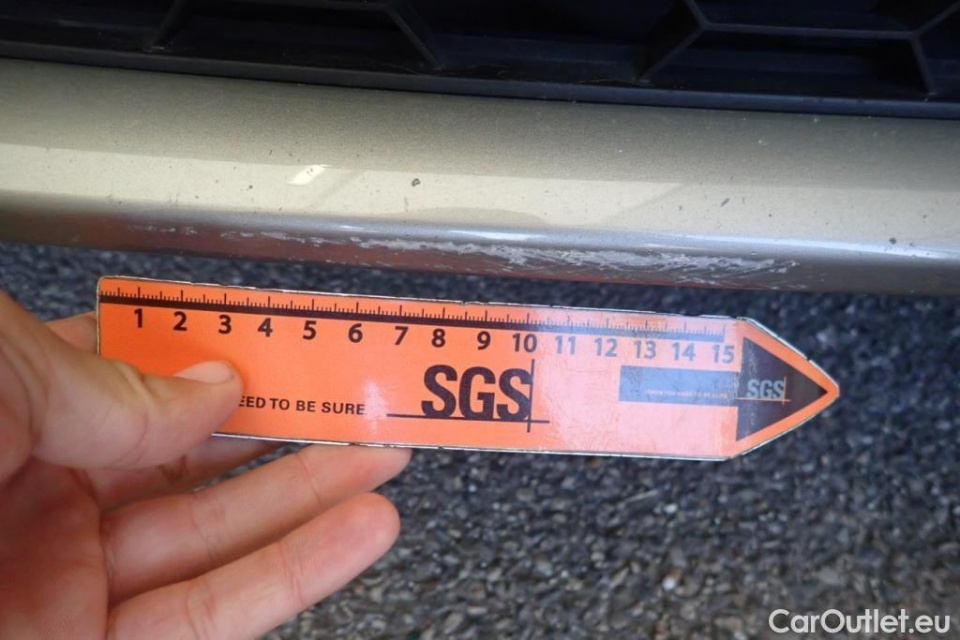 1 2 3 4 5 6 7 8 9 10 11 12 13 14 15
SGS
SGS
EED TO BE SURE
CarOutlet.eu